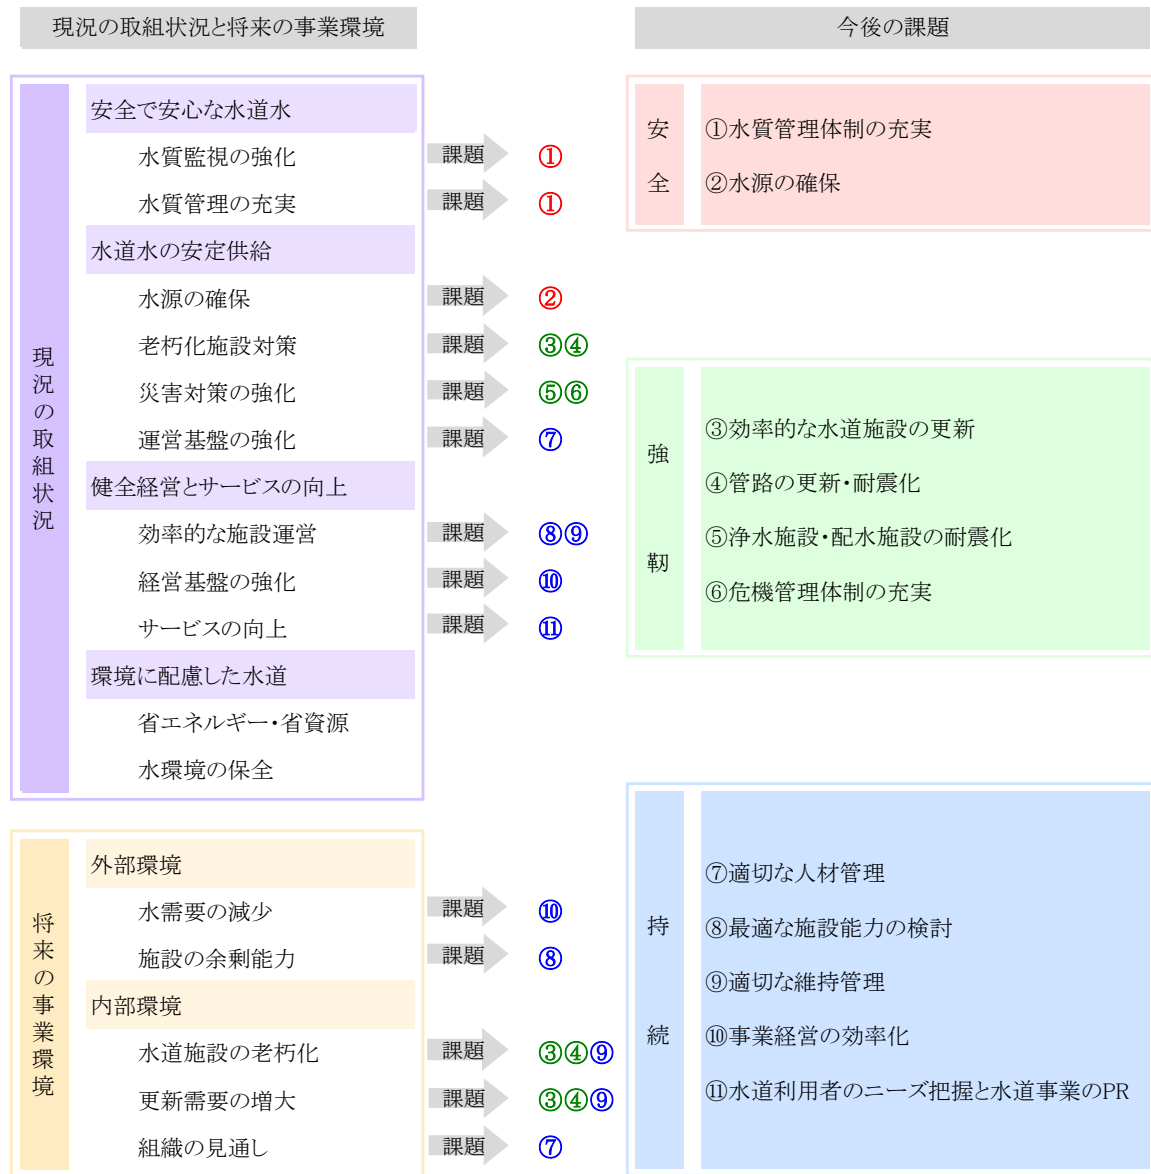 現況の取組状況と将来の事業環境
現況の取組状況
安全で安心な水道水
水質監視の強化 課題 ①
水質管理の充実 課題 ①
水道水の安定供給
水源の確保 課題 ②
老朽化施設対策 課題 ③④
災害対策の強化 課題 ⑤⑥
運営基盤の強化 課題 ⑦
健全経営とサービスの向上
効率的な施設運営 課題 ⑧⑨
経営基盤の強化 課題 ⑩
サービスの向上 課題 ⑪
環境に配慮した水道
省エネルギー・省資源
水環境の保全
将来の事業環境
外部環境
水需要の減少 課題 ⑩
施設の余剰能力 課題 ⑧
内部環境
水道施設の老朽化 課題 ③④⑨
更新需要の増大 課題 ③④⑨
組織の見通し 課題 ⑦
今後の課題
安全
①水質管理体制の充実
②水源の確保
強靭
③効率的な水道施設の更新
④管路の更新・耐震化
⑤浄水施設・配水施設の耐震化
⑥危機管理体制の充実
持続
⑦適切な人材管理
⑧最適な施設能力の検討
⑨適切な維持管理
⑩事業経営の効率化
⑪水道利用者のニーズ把握と水道事業のPR